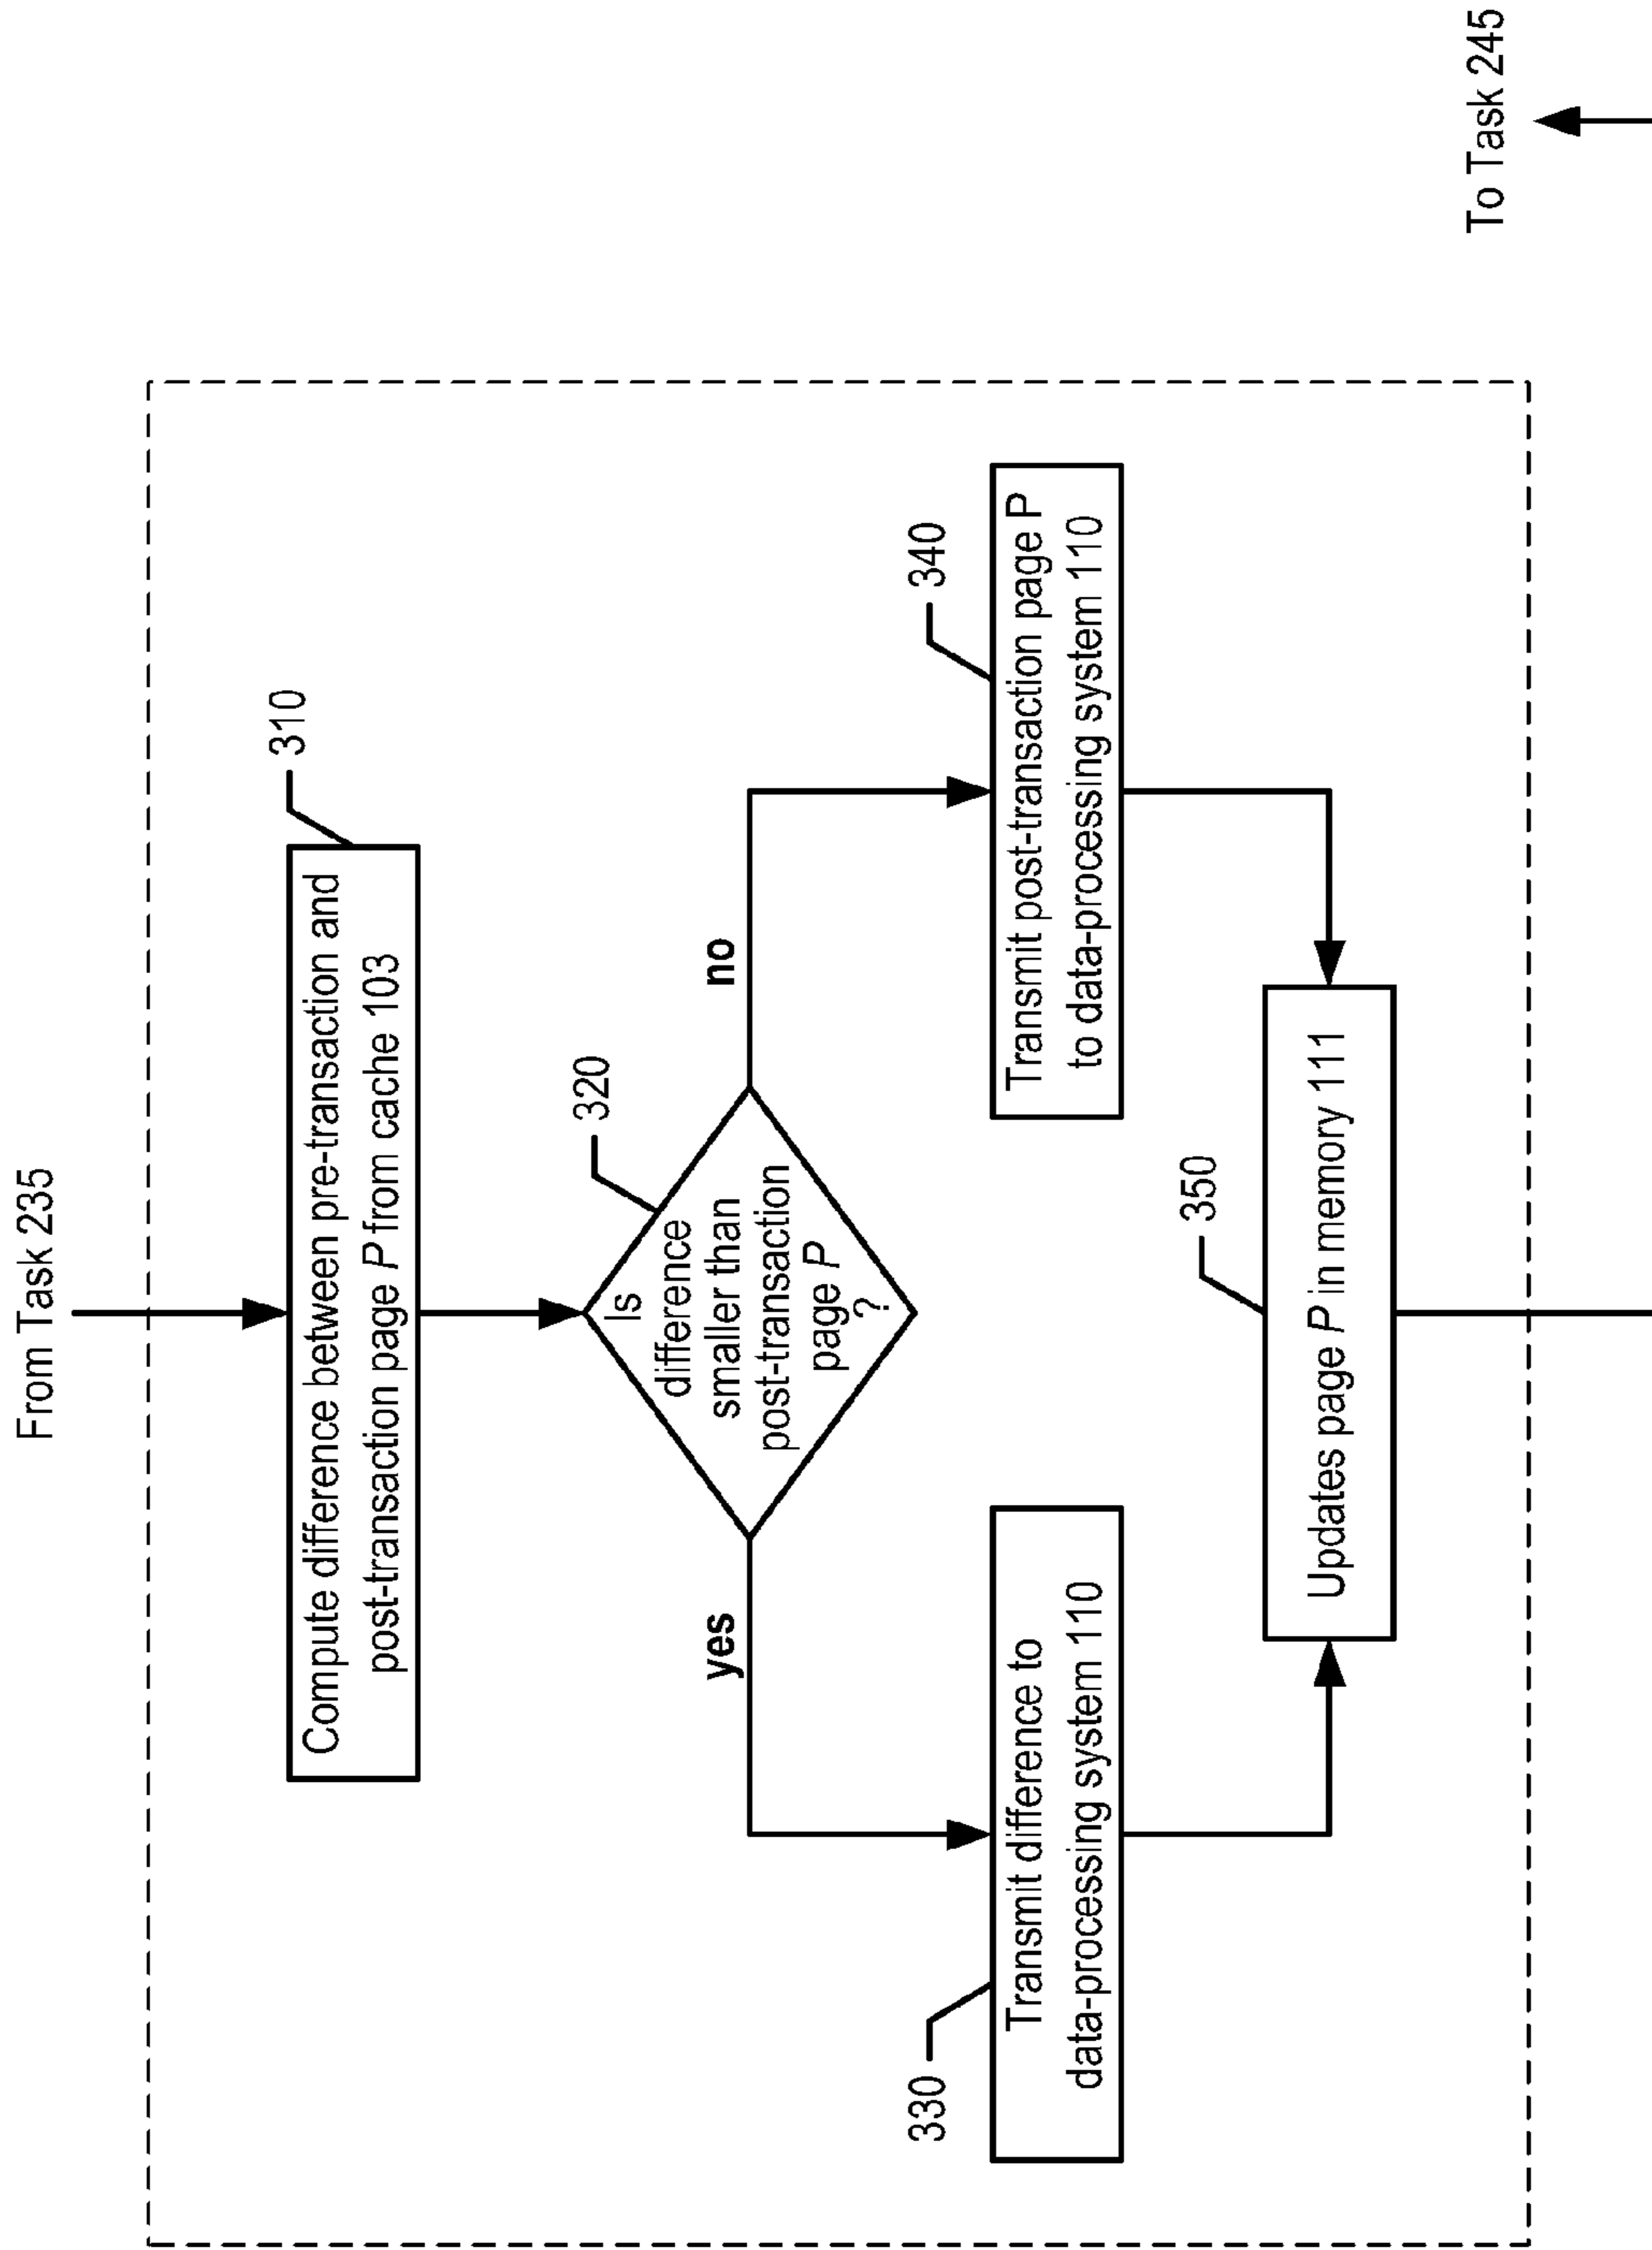 From Task 235
310
Compute difference between pre-transaction and
post-transaction page P from cache 103
320
Is
difference
smaller than
post-transaction
page P
?
yes
no
330
Transmit difference to
data-processing system 110
340
Transmit post-transaction page P
to data-processing system 110
350
Updates page P in memory 111
To Task 245